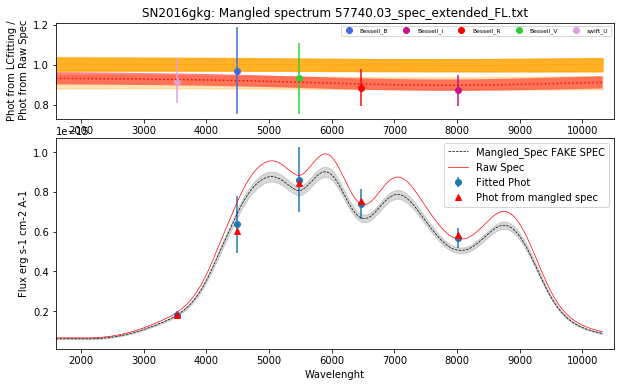 SN2016gkg: Mangled spectrum 57740.03_spec_extended_FL.txt
Phot from LCfitting /
Phot from Raw Spec
1.2
1.0
0.8
Bessell_B
Bessell_I
Bessell_R
Bessell_V
swift_U
2000 3000 4000 5000 6000 7000 8000 9000 10000
Flux erg s-1 cm-2 A-1
1.0
0.8
0.6
0.4
0.2
Mangled_Spec FAKE SPEC
Raw Spec
Fitted Phot
Phot from mangled spec
2000 3000 4000 5000 6000 7000 8000 9000 10000
Wavelenght